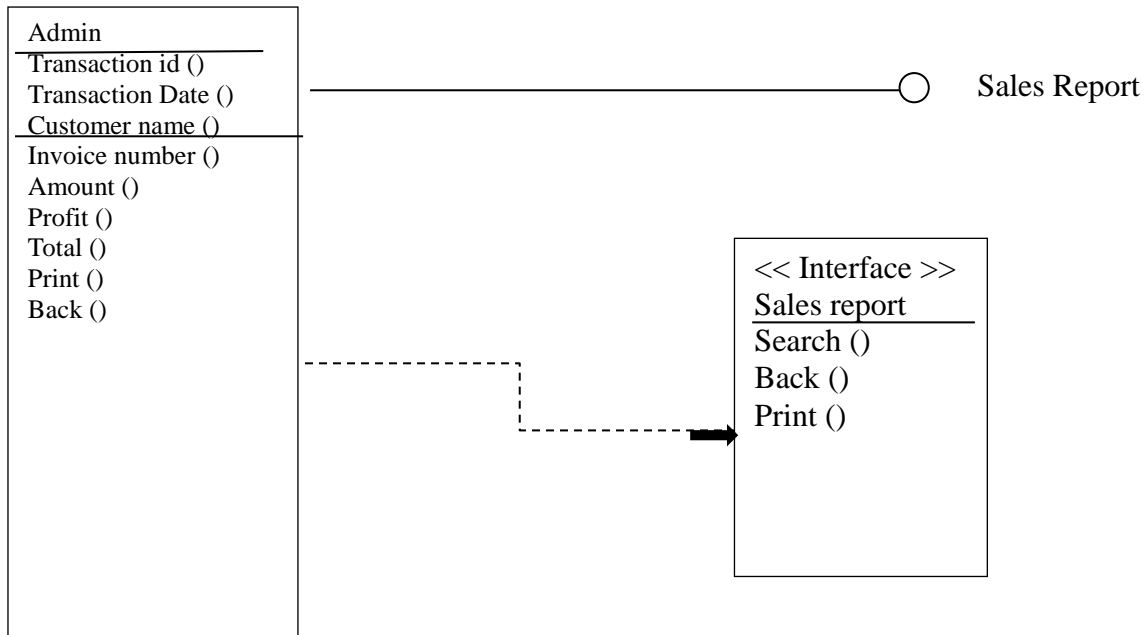 Admin
Transaction id ()
Transaction Date ()
Customer name ()
Invoice number ()
Amount ()
Profit ()
Total ()
Print ()
Back ()
Sales Report
<< Interface >>
Sales report
Search ()
Back ()
Print ()